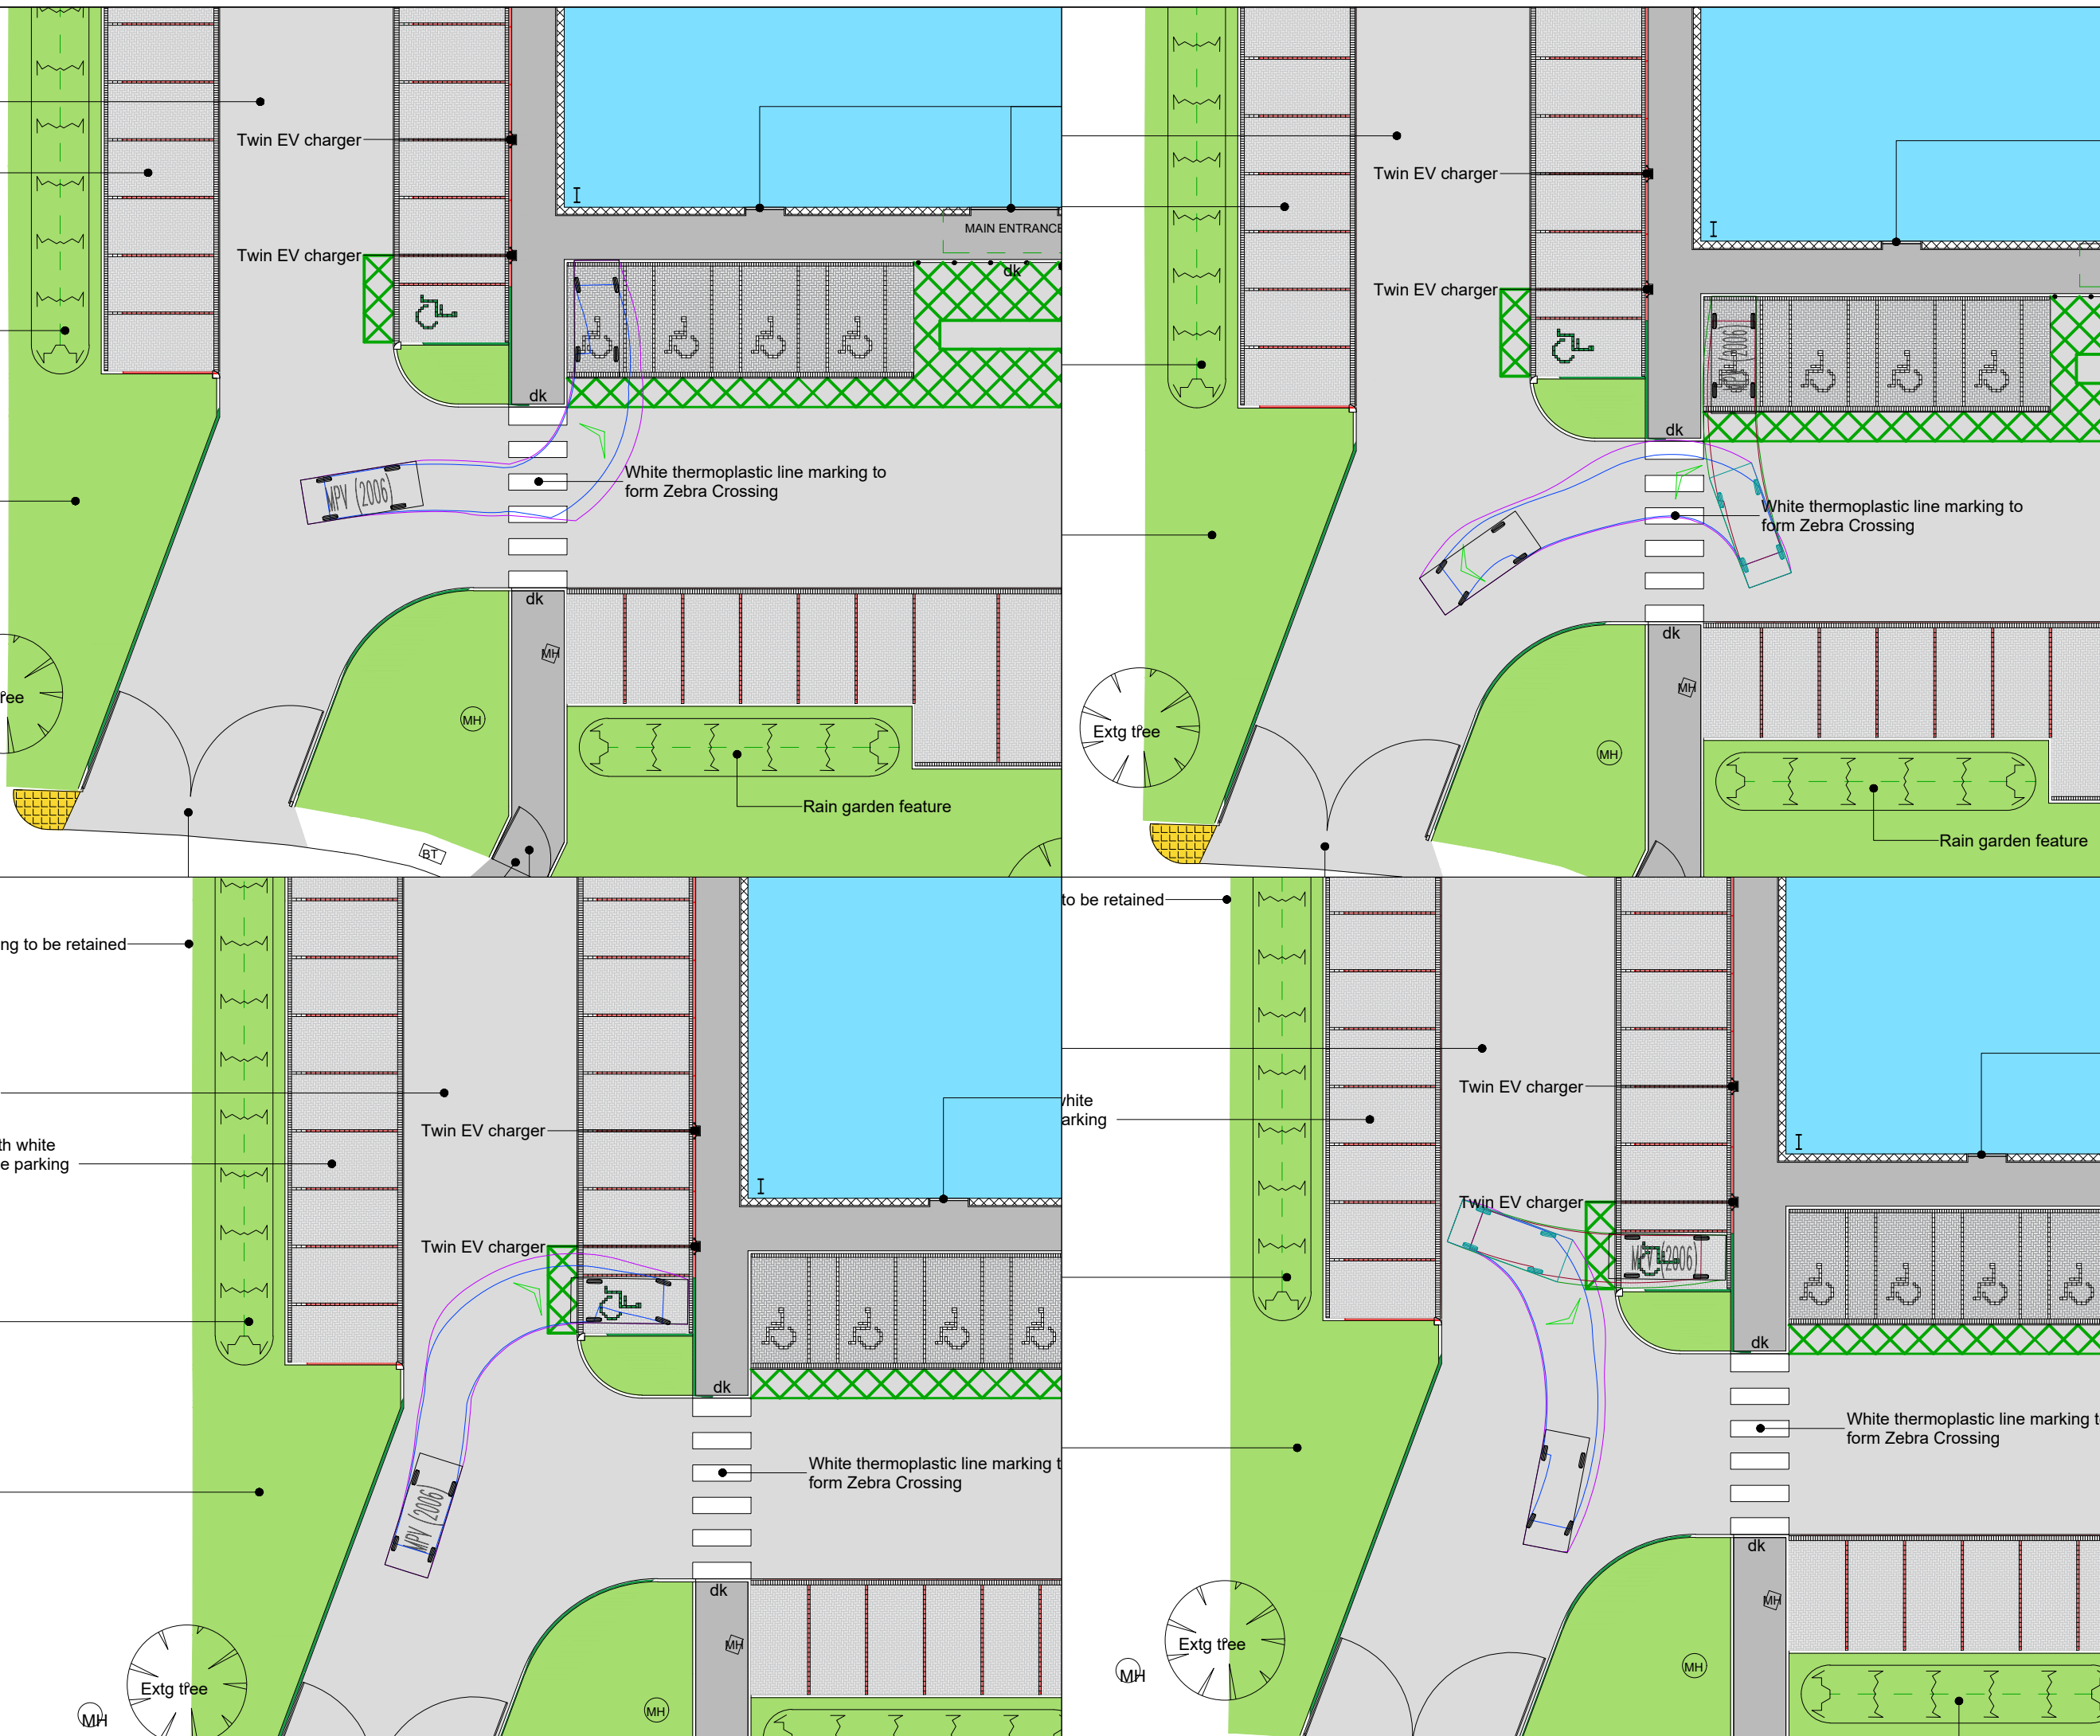 Twin EV charger
Twin EV charger
MAIN ENTRANCE
dk
dk
MPV (2006)
White thermoplastic line marking to
form Zebra Crossing
dk
MH
MH
ree
Rain garden feature
BT
Twin EV charger
Twin EV charger
dk
White thermoplastic line marking to
form Zebra Crossing
dk
MH
Extg tree
MH
Rain garden feature
ng to be retained
Twin EV charger
th white
e parking
Twin EV charger
dk
White thermoplastic line marking t
form Zebra Crossing
MPV (2006)
dk
MH
Extg tree
MH
MH
to be retained
Twin EV charger
white
arking
Twin EV charger
dk
White thermoplastic line marking t
form Zebra Crossing
dk
MH
Extg tree
MH
MH